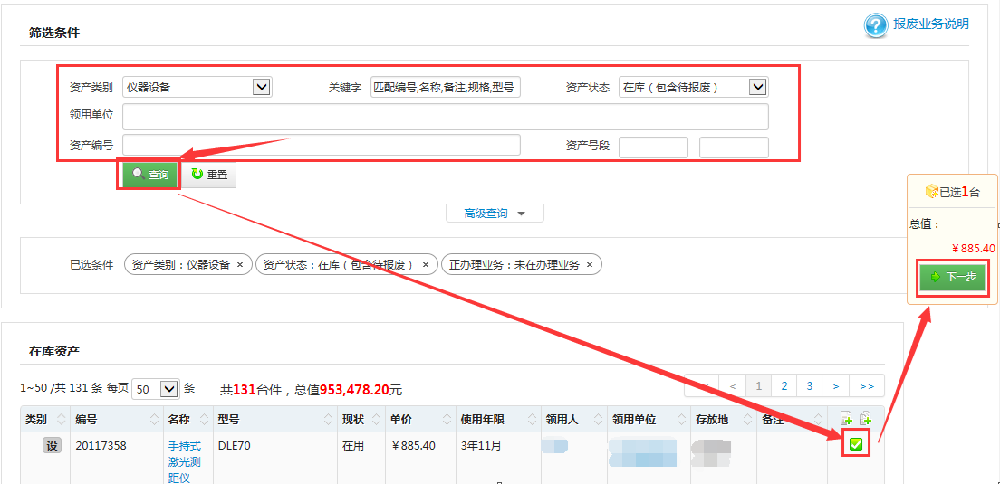 筛选条件
报废业务说明
资产类别 仪器设备 关键字 匹配编号,名称,备注,规格,型号 资产状态 在库（包含待报废）
领用单位
资产编号 资产号段 -
查询 重置
已选1台
高级查询
总值：
￥885.40
已选条件 资产类别：仪器设备 × 资产状态：在库（包含待报废） × 正办理业务：未在办理业务 ×
下一步
在库资产
1~50 /共 131 条 每页 50 条 共131台件，总值953,478.20元 < 1 2 3 > >>
类别 编号 名称 型号 现状 单价 使用年限 领用人 领用单位 存放地 备注
设 20117358 手持式 DLE70 在用 ￥885.40 3年11月
激光测
距仪